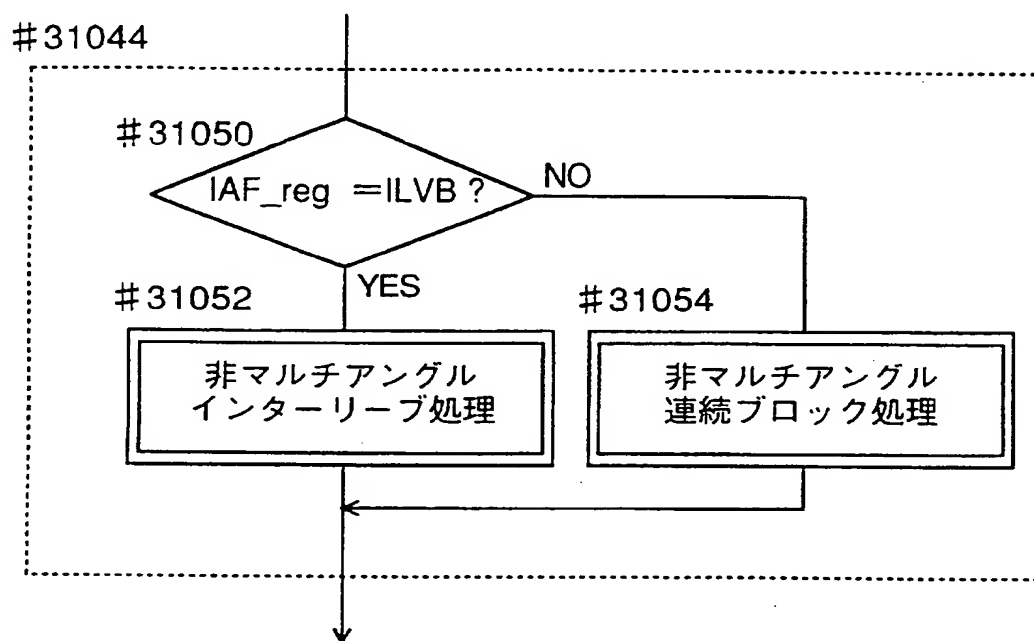 #31044
#31050
IAF_reg =ILVB ?
NO
YES
#31052
#31054
非マルチアングル
インターリーブ処理
非マルチアングル
連続ブロック処理